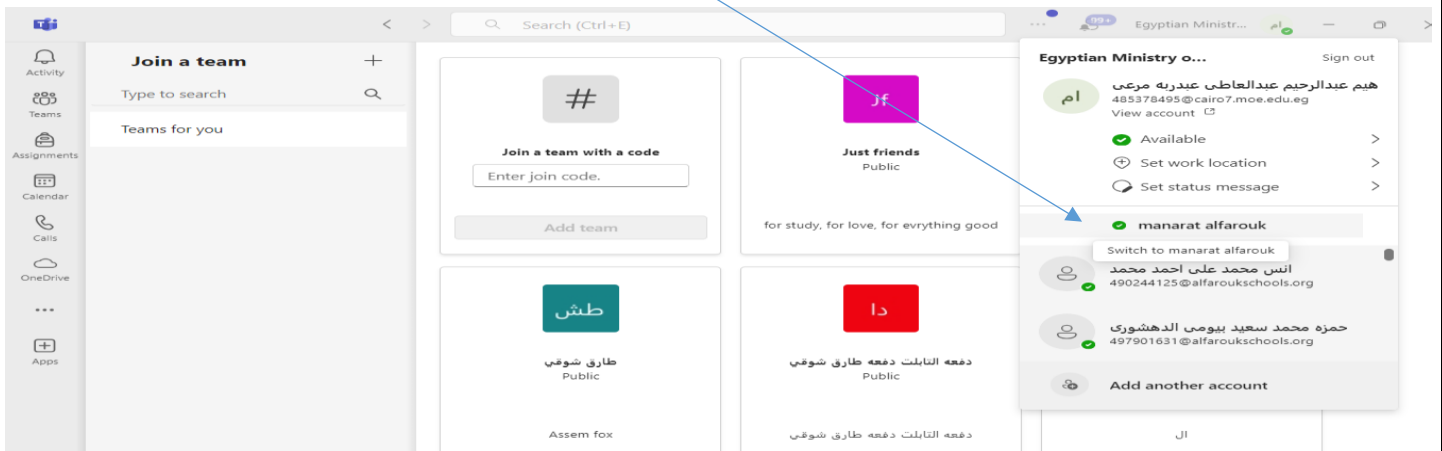 Search (Ctrl+E)
99+
Egyptian Ministr...
ام
Activity
Teams
Assignments
Calendar
Calls
OneDrive
Apps
Join a team
Type to search
Teams for you
#
Join a team with a code
Enter join code.
Add team
Jf
Just friends
Public
for study, for love, for evrything good
طش
طارق شوقي
Public
Assem fox
دا
دفعه التابلت دفعه طارق شوقي
Public
دفعه التابلت دفعه طارق شوقي
ال
Egyptian Ministry o...
Sign out
ام
هيم عبدالرحيم عبدالعاطى عبدربه مرعى
485378495@cairo7.moe.edu.eg
View account
Available
Set work location
Set status message
manarat alfarouk
Switch to manarat alfarouk
انس محمد على احمد محمد
490244125@alfaroukschools.org
حمزه محمد سعيد بيومى الدهشورى
497901631@alfaroukschools.org
Add another account